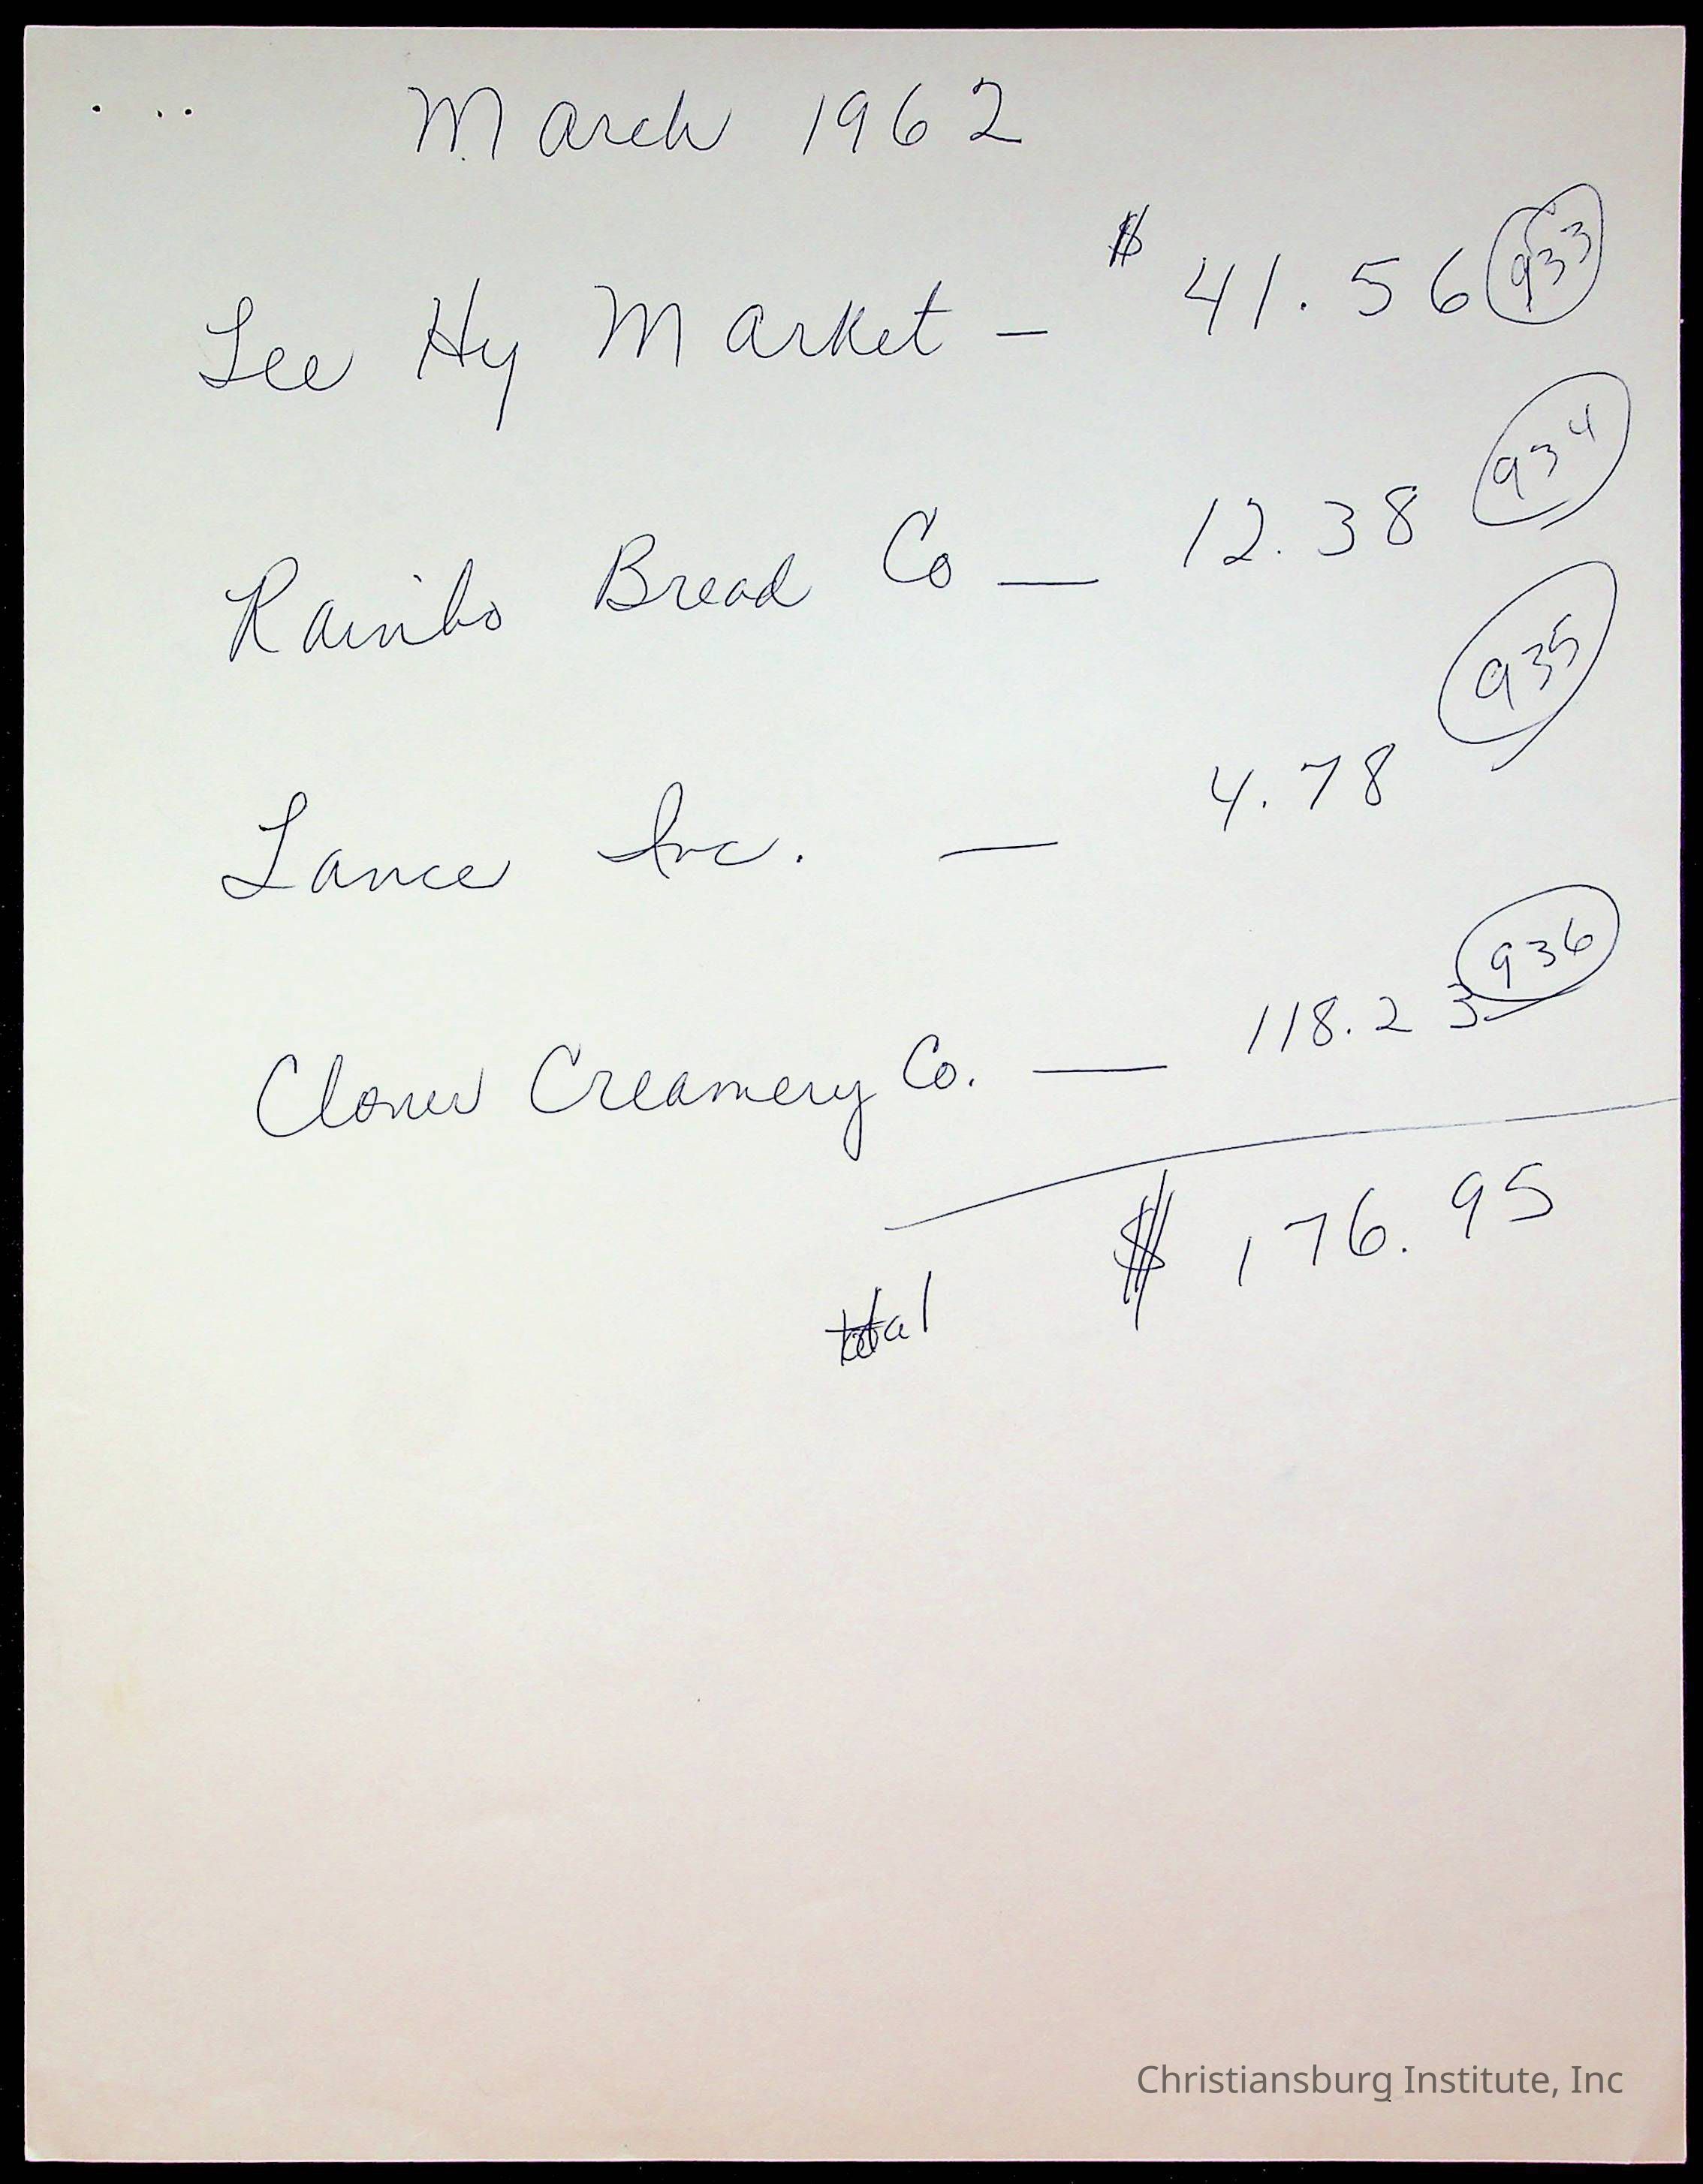 March 1962
Lee Hy Market – $ 41.56 933
Rainbo Bread Co — 12.38 934
Lance Inc. — 4.78 935
Clover Creamery Co. — 118.23 936
total $ 176.95
Christiansburg Institute, Inc